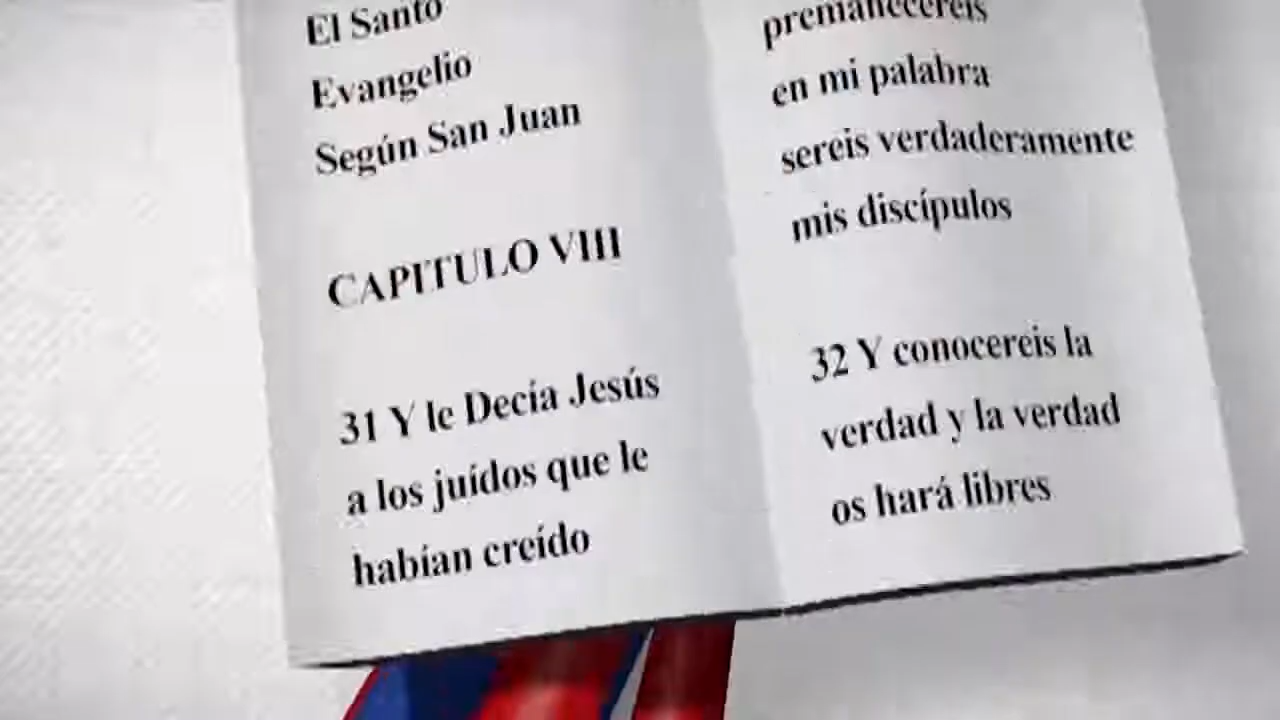 El Santo
Evangelio
Según San Juan
CAPITULO VIII
31 Y le Decía Jesús
a los juídos que le
habían creído
premanecereis
en mi palabra
sereis verdaderamente
mis discípulos
32 Y conocereis la
verdad y la verdad
os hará libres